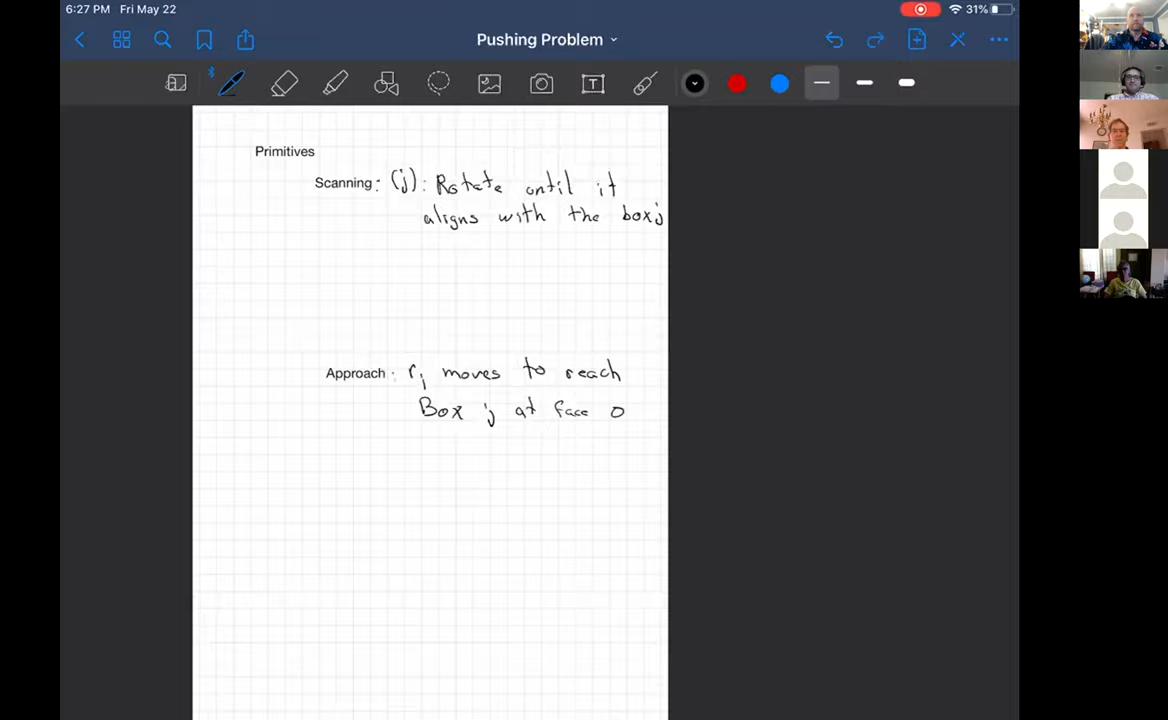 6:27 PM Fri May 22
31%
Pushing Problem
T
Primitives
Scanning : (j) : Rotate until it
aligns with the box j
Approach : ri moves to reach
Box j at face 0